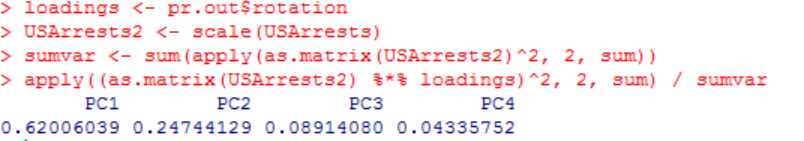 > loadings <- pr.out$rotation
> USArrests2 <- scale(USArrests)
> sumvar <- sum(apply(as.matrix(USArrests2)^2, 2, sum))
> apply((as.matrix(USArrests2) %*% loadings)^2, 2, sum) / sumvar
PC1 PC2 PC3 PC4
0.62006039 0.24744129 0.08914080 0.04335752